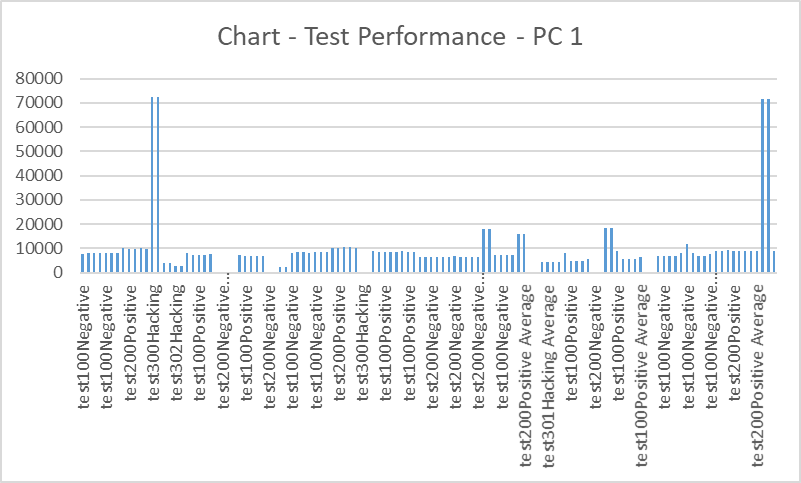 Chart - Test Performance - PC 1
80000
70000
60000
50000
40000
30000
20000
10000
0
test100Negative
test100Negative
test200Positive
test300Hacking
test302Hacking
test100Positive
test200Negative…
test100Positive
test200Negative
test100Negative
test100Negative
test200Positive
test300Hacking
test100Positive
test100Positive
test200Negative
test200Negative
test200Negative…
test100Negative
test200Positive Average
test301Hacking Average
test100Positive
test200Negative
test100Positive
test100Positive Average
test100Negative
test100Negative
test100Negative…
test200Positive
test200Positive Average